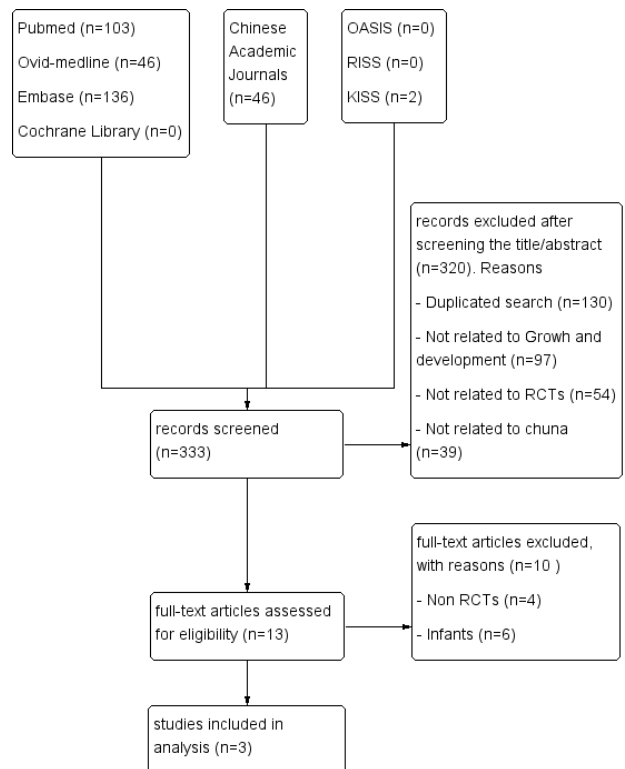 Pubmed (n=103)
Ovid-medline (n=46)
Embase (n=136)
Cochrane Library (n=0)
Chinese
Academic
Journals
(n=46)
OASIS (n=0)
RISS (n=0)
KISS (n=2)
records excluded after
screening the title/abstract
(n=320). Reasons
- Duplicated search (n=130)
- Not related to Growh and
development (n=97)
- Not related to RCTs (n=54)
- Not related to chuna
(n=39)
records screened
(n=333)
full-text articles excluded,
with reasons (n=10 )
- Non RCTs (n=4)
- Infants (n=6)
full-text articles assessed
for eligibility (n=13)
studies included in
analysis (n=3)